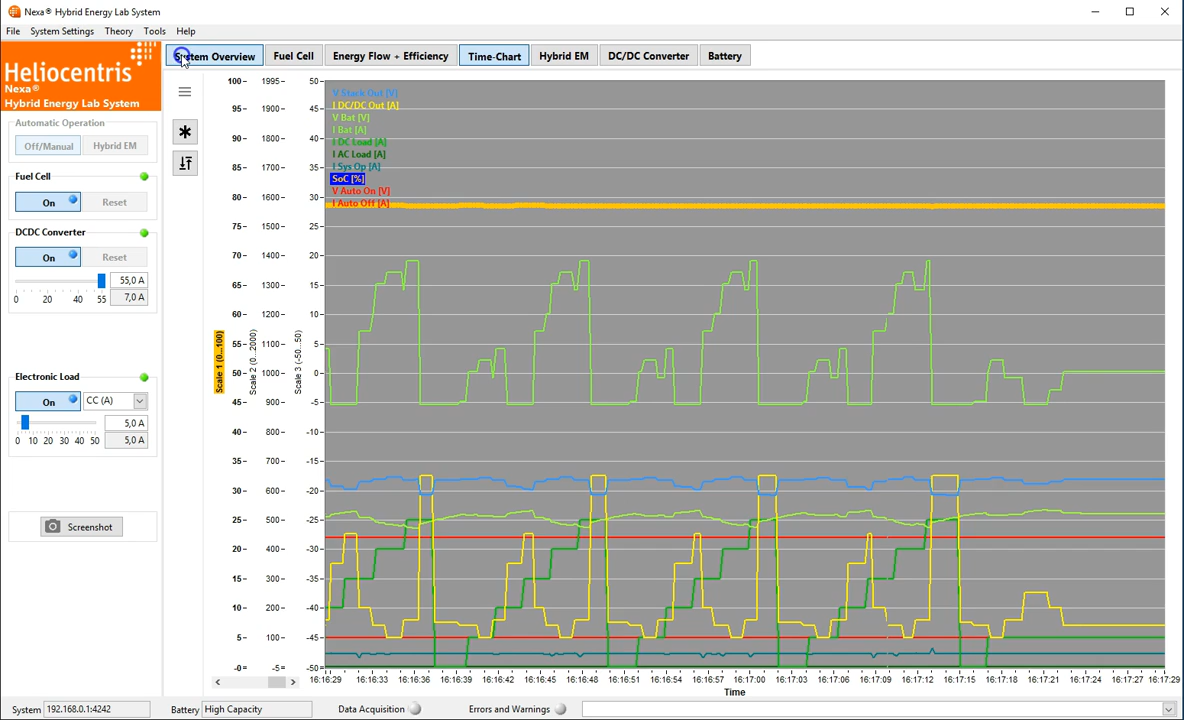 Nexa® Hybrid Energy Lab System
File System Settings Theory Tools Help
System Overview Fuel Cell Energy Flow + Efficiency Time-Chart Hybrid EM DC/DC Converter Battery
Heliocentris
Nexa®
Hybrid Energy Lab System
Automatic Operation
Off/Manual Hybrid EM
Fuel Cell
On Reset
DCDC Converter
On Reset
55,0 A
0 20 40 55 7,0 A
Electronic Load
On CC (A)
5,0 A
0 10 20 30 40 50 5,0 A
Screenshot
V Stack Out [V]
I DC/DC Out [A]
V Bat [V]
I Bat [A]
I DC Load [A]
I AC Load [A]
I Sys Op [A]
SoC [%]
V Auto On [V]
I Auto Off [A]
100- 1995- 50-
95- 1900- 45-
90- 1800- 40-
85- 1700- 35-
80- 1600- 30-
75- 1500- 25-
70- 1400- 20-
65- 1300- 15-
60- 1200- 10-
55- 1100- 5-
50- 1000- 0-
45- 900- -5-
40- 800- -10-
35- 700- -15-
30- 600- -20-
25- 500- -25-
20- 400- -30-
15- 300- -35-
10- 200- -40-
5- 100- -45-
-0- -5- -50-
Scale 1 (0...100)
Scale 2 (0...2000)
Scale 3 (-50...50)
16:16:29 16:16:33 16:16:37 16:16:39 16:16:42 16:16:45 16:16:48 16:16:51 16:16:54 16:16:57 16:17:00 16:17:03 16:17:06 16:17:09 16:17:12 16:17:15 16:17:18 16:17:21 16:17:24 16:17:27 16:17:29
Time
System 192.168.0.1:4242 Battery High Capacity Data Acquisition Errors and Warnings